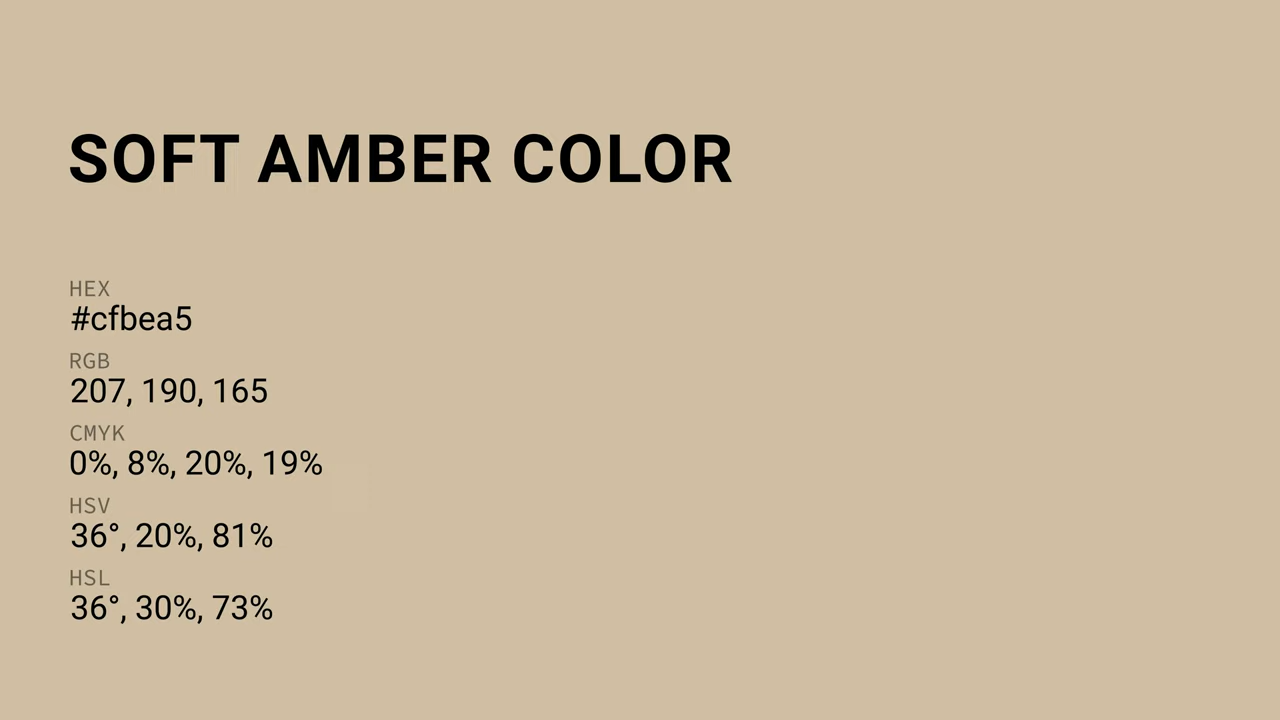 SOFT AMBER COLOR
HEX
#cfbea5
RGB
207, 190, 165
CMYK
0%, 8%, 20%, 19%
HSV
36°, 20%, 81%
HSL
36°, 30%, 73%